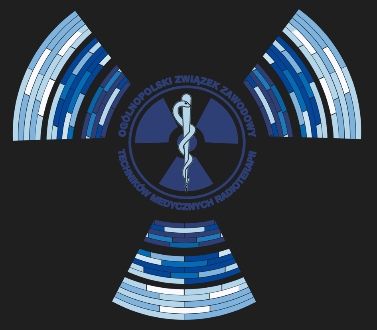 OGÓLNOPOLSKI ZWIĄZEK ZAWODOWY
TECHNIKÓW MEDYCZNYCH RADIOTERAPII